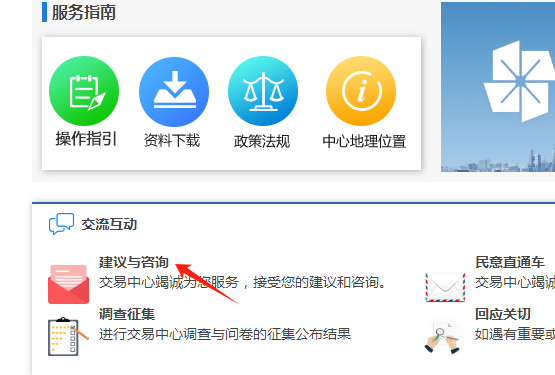 服务指南
操作指引 资料下载 政策法规 中心地理位置
交流互动
建议与咨询
交易中心竭诚为您服务，接受您的建议和咨询。
民意直通车
交易中心竭诚
调查征集
进行交易中心调查与问卷的征集公布结果
回应关切
如遇有重要或